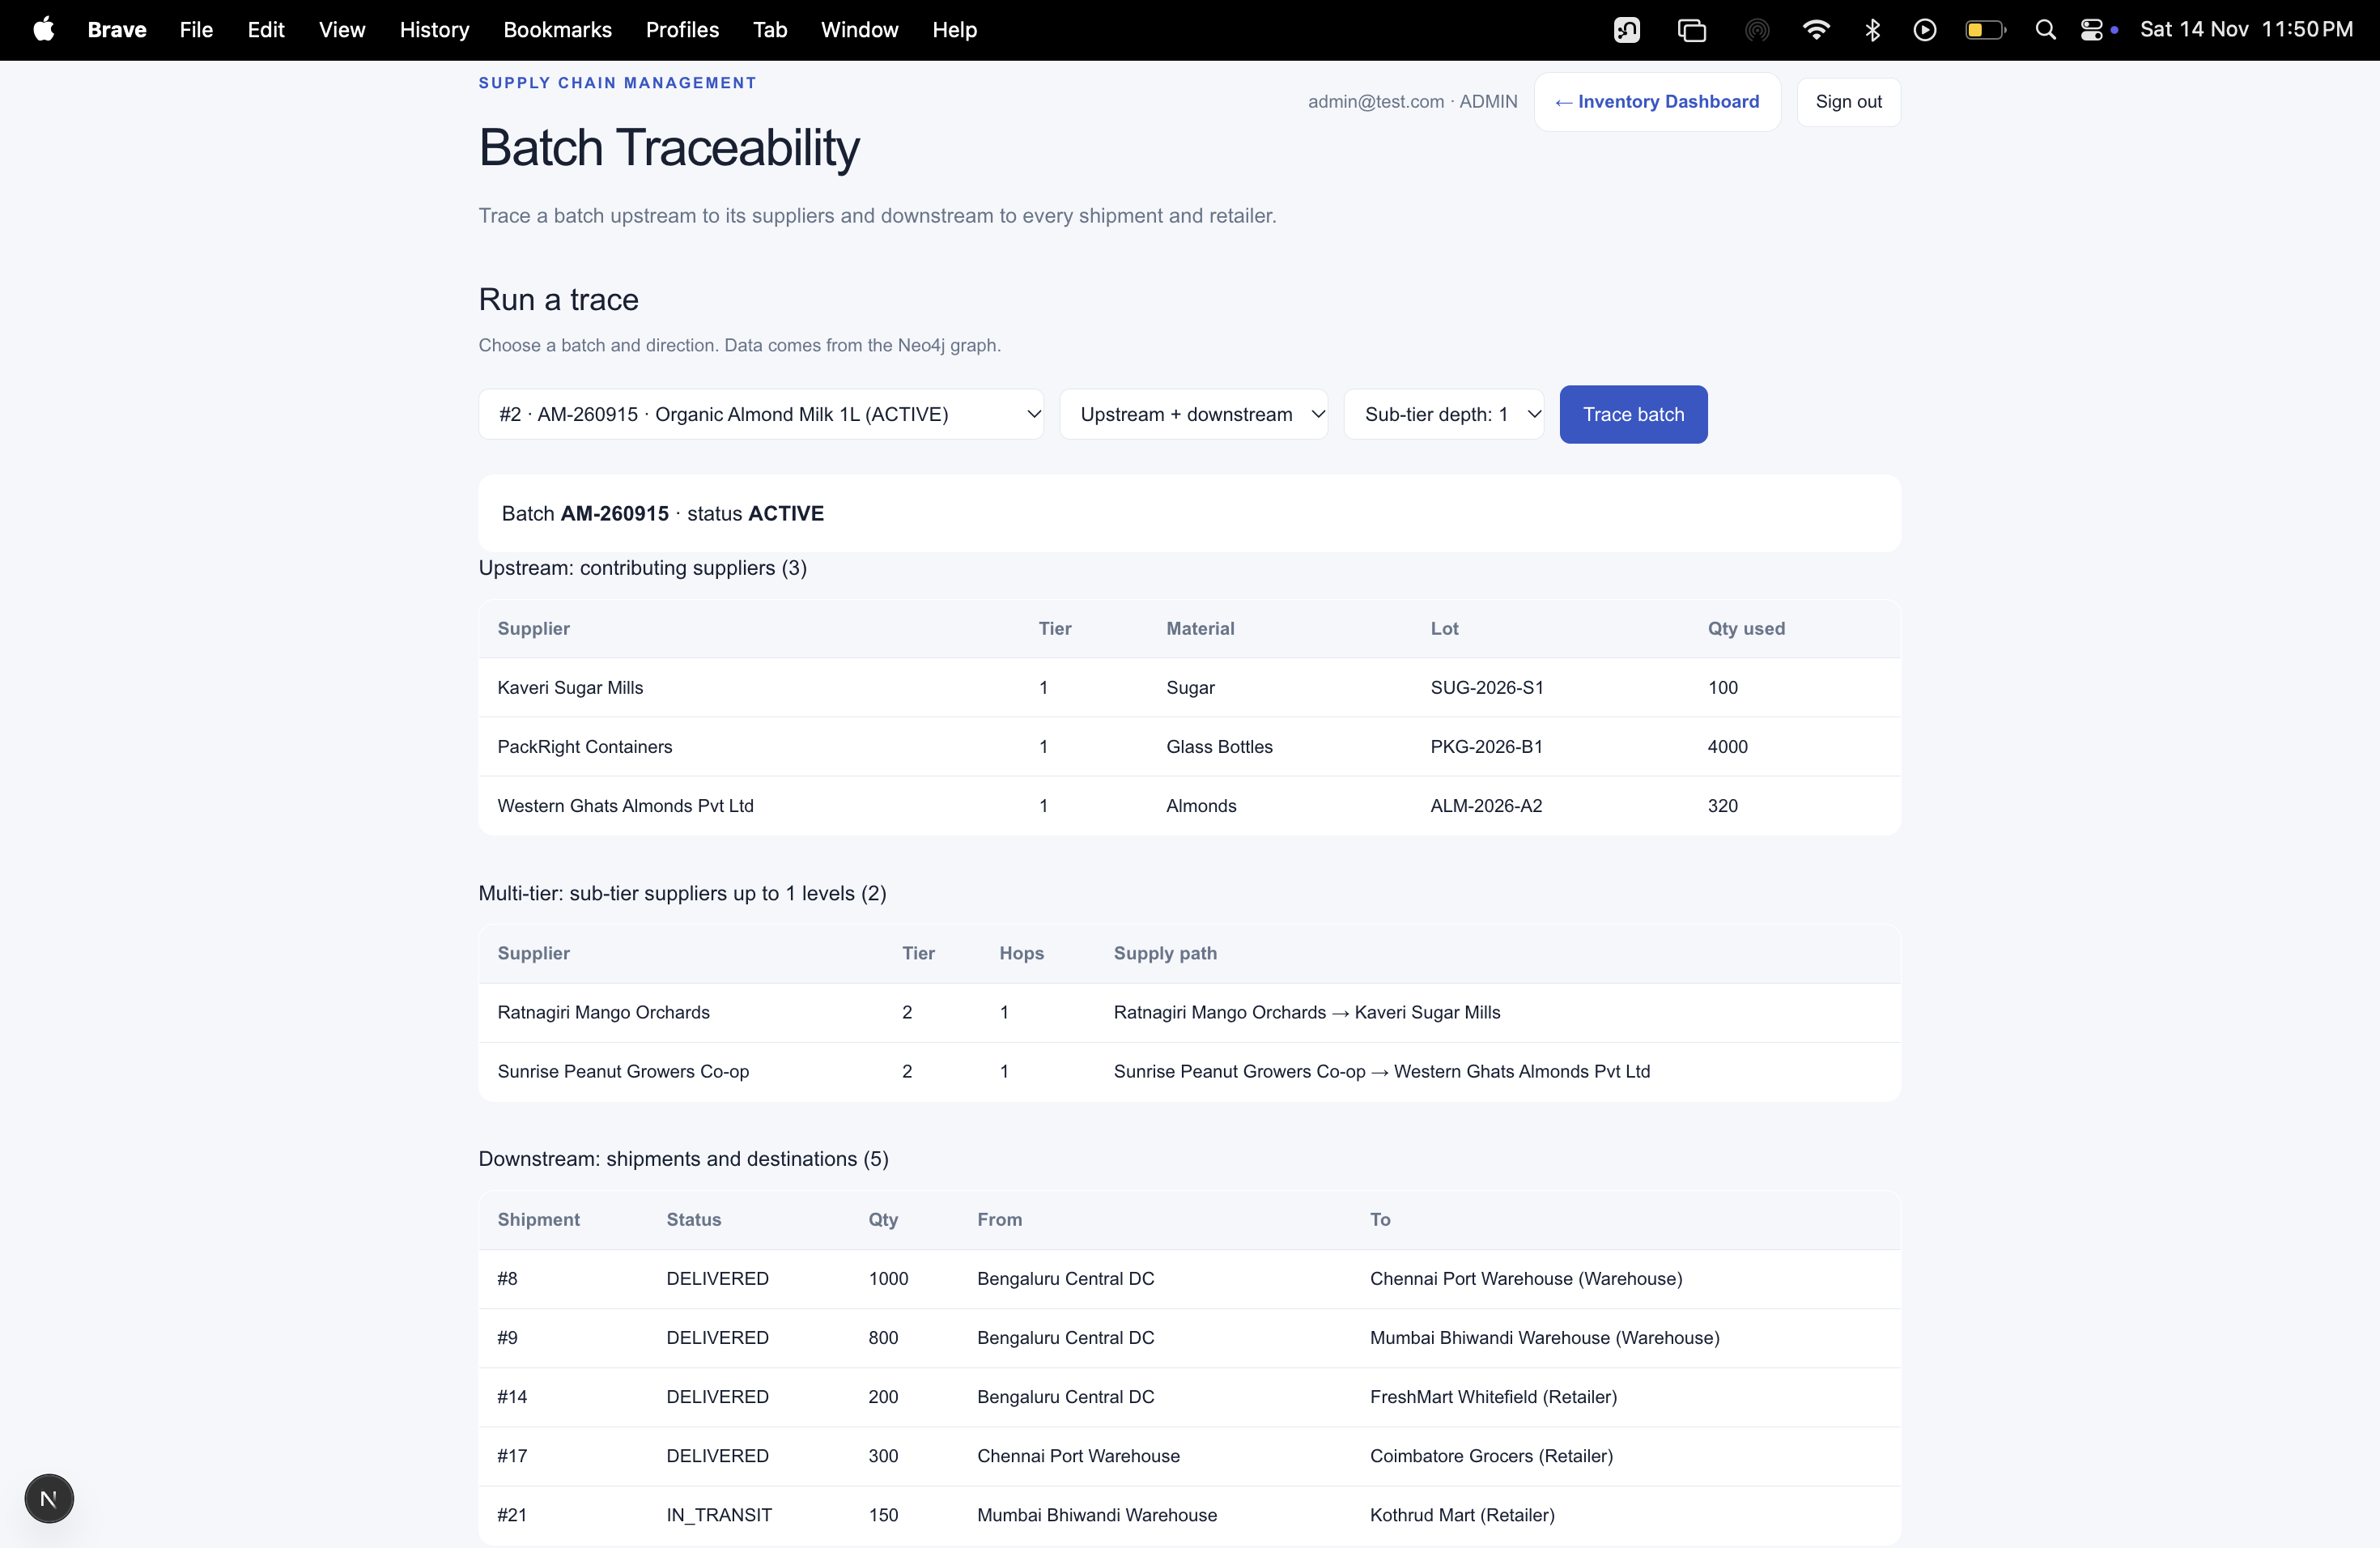 Brave File Edit View History Bookmarks Profiles Tab Window Help Sat 14 Nov 11:50 PM
SUPPLY CHAIN MANAGEMENT
admin@test.com · ADMIN ← Inventory Dashboard Sign out
Batch Traceability
Trace a batch upstream to its suppliers and downstream to every shipment and retailer.
Run a trace
Choose a batch and direction. Data comes from the Neo4j graph.
#2 · AM-260915 · Organic Almond Milk 1L (ACTIVE) Upstream + downstream Sub-tier depth: 1 Trace batch
Batch AM-260915 · status ACTIVE
Upstream: contributing suppliers (3)
Supplier Tier Material Lot Qty used
Kaveri Sugar Mills 1 Sugar SUG-2026-S1 100
PackRight Containers 1 Glass Bottles PKG-2026-B1 4000
Western Ghats Almonds Pvt Ltd 1 Almonds ALM-2026-A2 320
Multi-tier: sub-tier suppliers up to 1 levels (2)
Supplier Tier Hops Supply path
Ratnagiri Mango Orchards 2 1 Ratnagiri Mango Orchards → Kaveri Sugar Mills
Sunrise Peanut Growers Co-op 2 1 Sunrise Peanut Growers Co-op → Western Ghats Almonds Pvt Ltd
Downstream: shipments and destinations (5)
Shipment Status Qty From To
#8 DELIVERED 1000 Bengaluru Central DC Chennai Port Warehouse (Warehouse)
#9 DELIVERED 800 Bengaluru Central DC Mumbai Bhiwandi Warehouse (Warehouse)
#14 DELIVERED 200 Bengaluru Central DC FreshMart Whitefield (Retailer)
#17 DELIVERED 300 Chennai Port Warehouse Coimbatore Grocers (Retailer)
N
#21 IN_TRANSIT 150 Mumbai Bhiwandi Warehouse Kothrud Mart (Retailer)